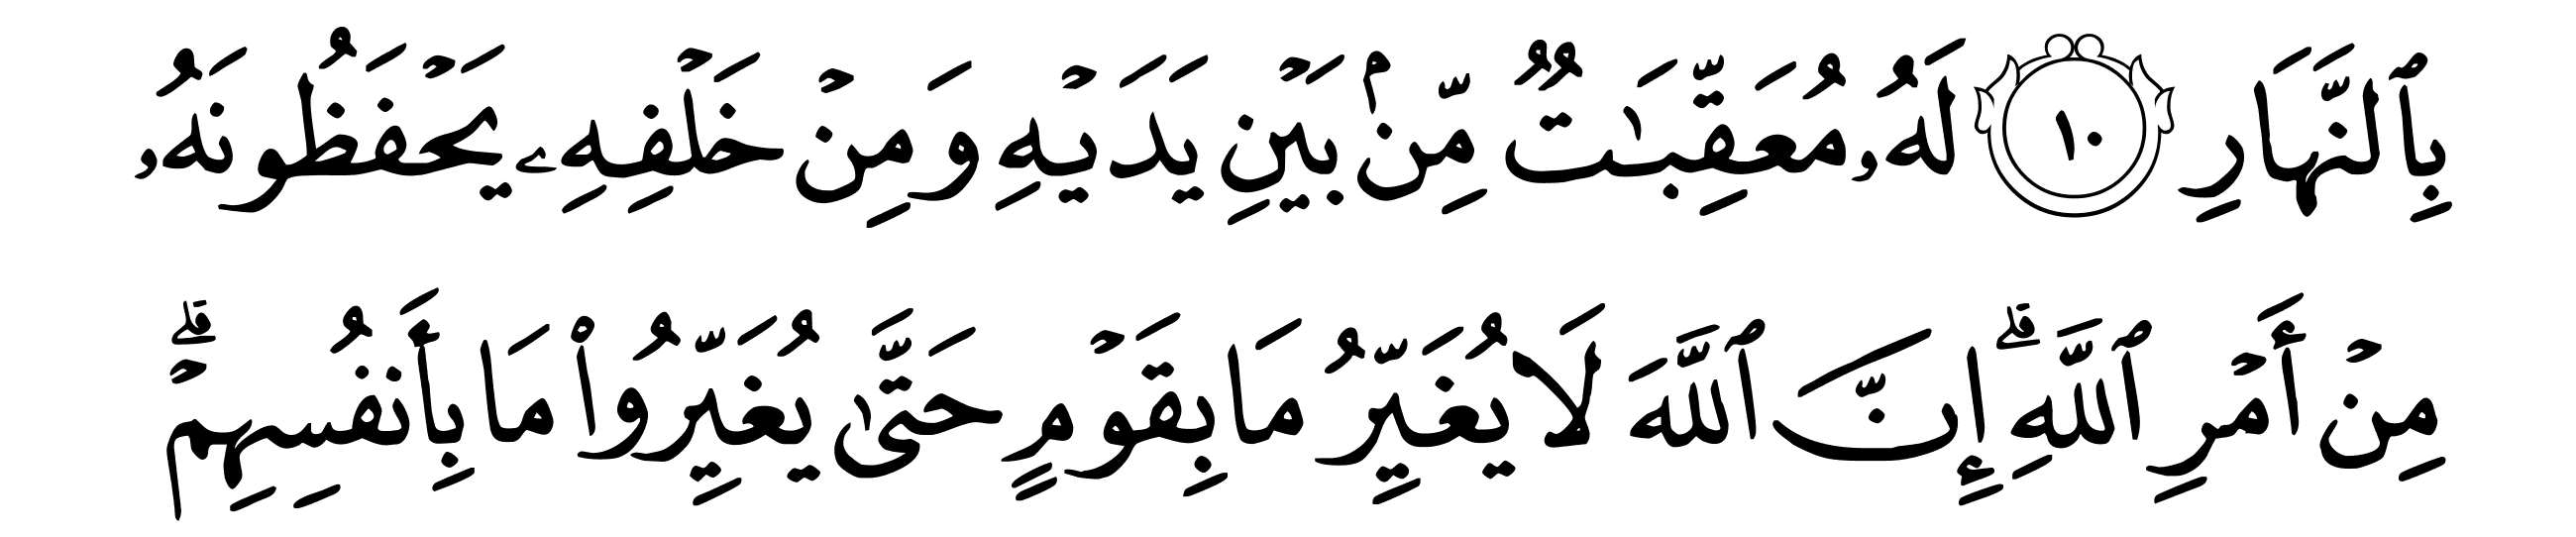 بِٱلنَّهَارِ ١٠ لَهُۥ مُعَقِّبَٰتٌ مِّنۢ بَيْنِ يَدَيْهِ وَمِنْ خَلْفِهِۦ يَحْفَظُونَهُۥ
مِنْ أَمْرِ ٱللَّهِۗ إِنَّ ٱللَّهَ لَا يُغَيِّرُ مَا بِقَوْمٍ حَتَّىٰ يُغَيِّرُوا۟ مَا بِأَنفُسِهِمْۗ